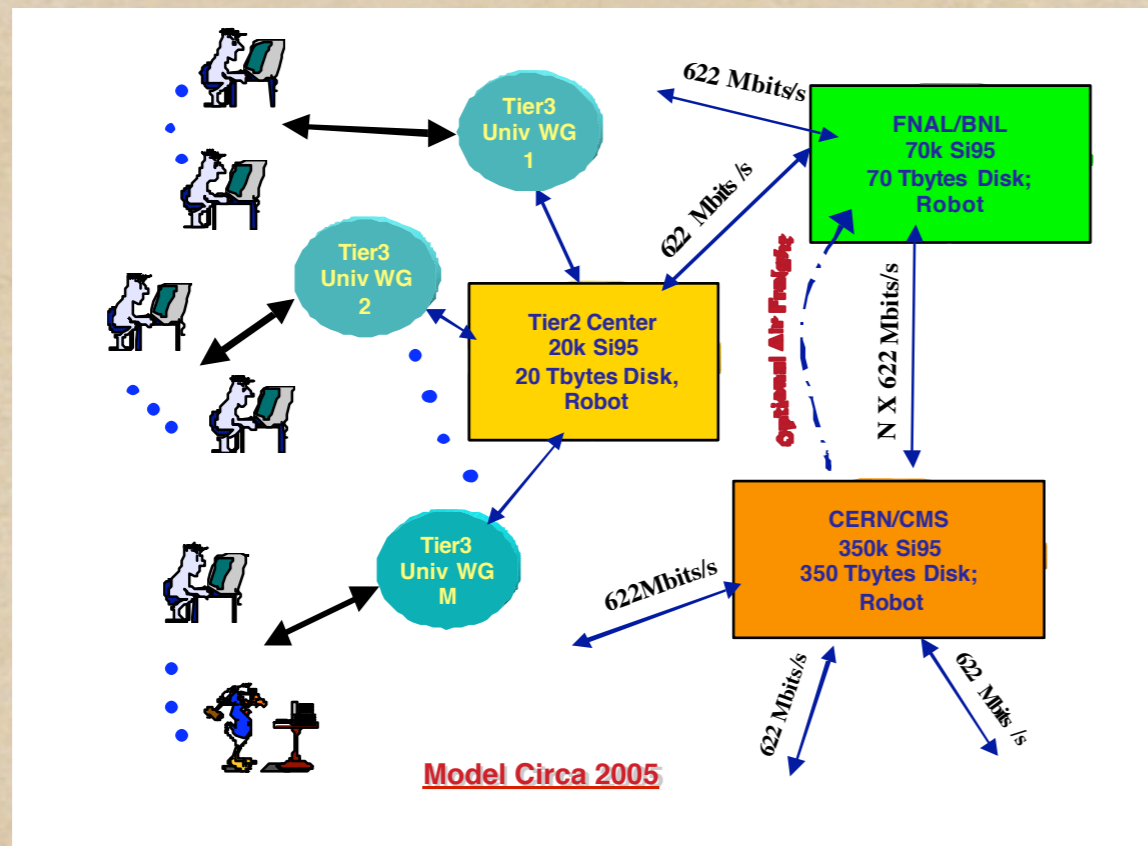 Tier3
Univ WG
1
622 Mbits/s
FNAL/BNL
70k Si95
70 Tbytes Disk;
Robot
622 Mbits /s
Tier3
Univ WG
2
Tier2 Center
20k Si95
20 Tbytes Disk,
Robot
Optional Air Freight
N X 622 Mbits/s
Tier3
Univ WG
M
622Mbits/s
CERN/CMS
350k Si95
350 Tbytes Disk;
Robot
622 Mbits/s
622 Mbits /s
Model Circa 2005